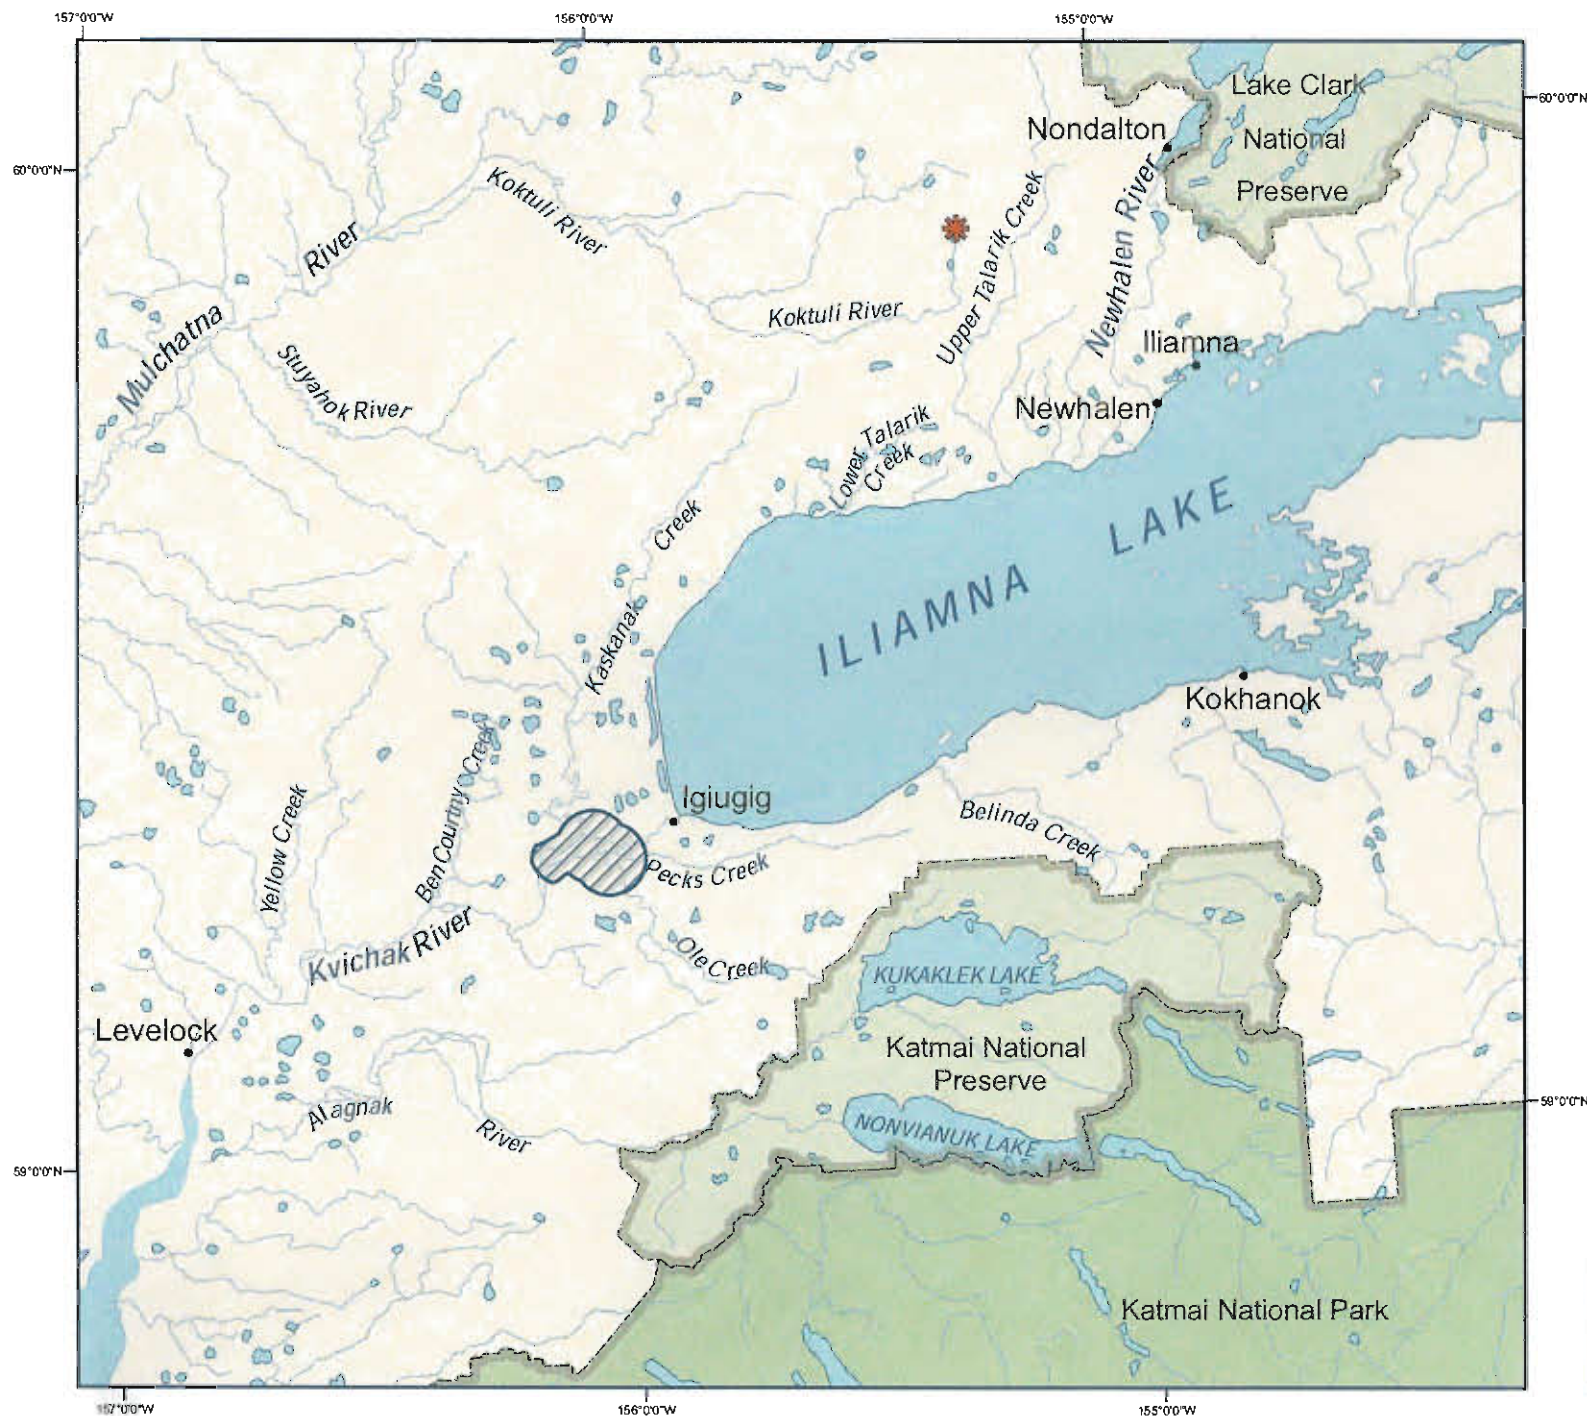 157°0'0"W
156°0'0"W
155°0'0"W
60°0'0"N
60°0'0"N
Lake Clark
National
Preserve
Nondalton
Koktuli River
Upper Talarik Creek
Newhalen River
Mulchatna River
Koktuli River
Iliamna
Stuyahok River
Newhalen
Lower Talarik
Creek
ILIAMNA LAKE
Kaskanak Creek
Kokhanok
Igiugig
Belinda Creek
Yellow Creek
Ben Courtny Creek
Pecks Creek
Kvichak River
Ole Creek
KUKAKLEK LAKE
Levelock
Katmai National
Preserve
Alagnak River
NONVIANUK LAKE
59°0'0"N
59°0'0"N
Katmai National Park
157°0'0"W
156°0'0"W
155°0'0"W